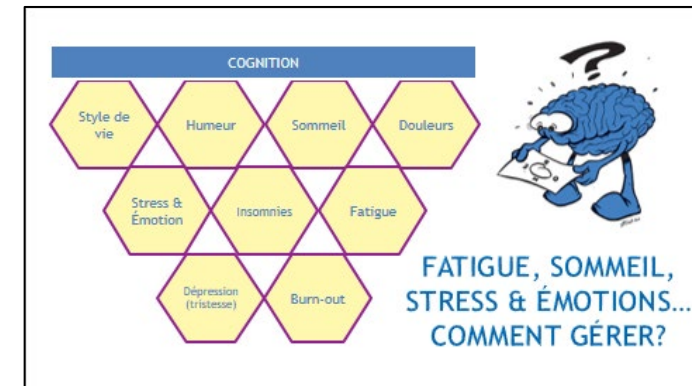 COGNITION
Style de
vie
Humeur
Sommeil
Douleurs
Stress &
Émotion
Insomnies
Fatigue
Dépression
(tristesse)
Burn-out
?
FATIGUE, SOMMEIL,
STRESS & ÉMOTIONS...
COMMENT GÉRER?